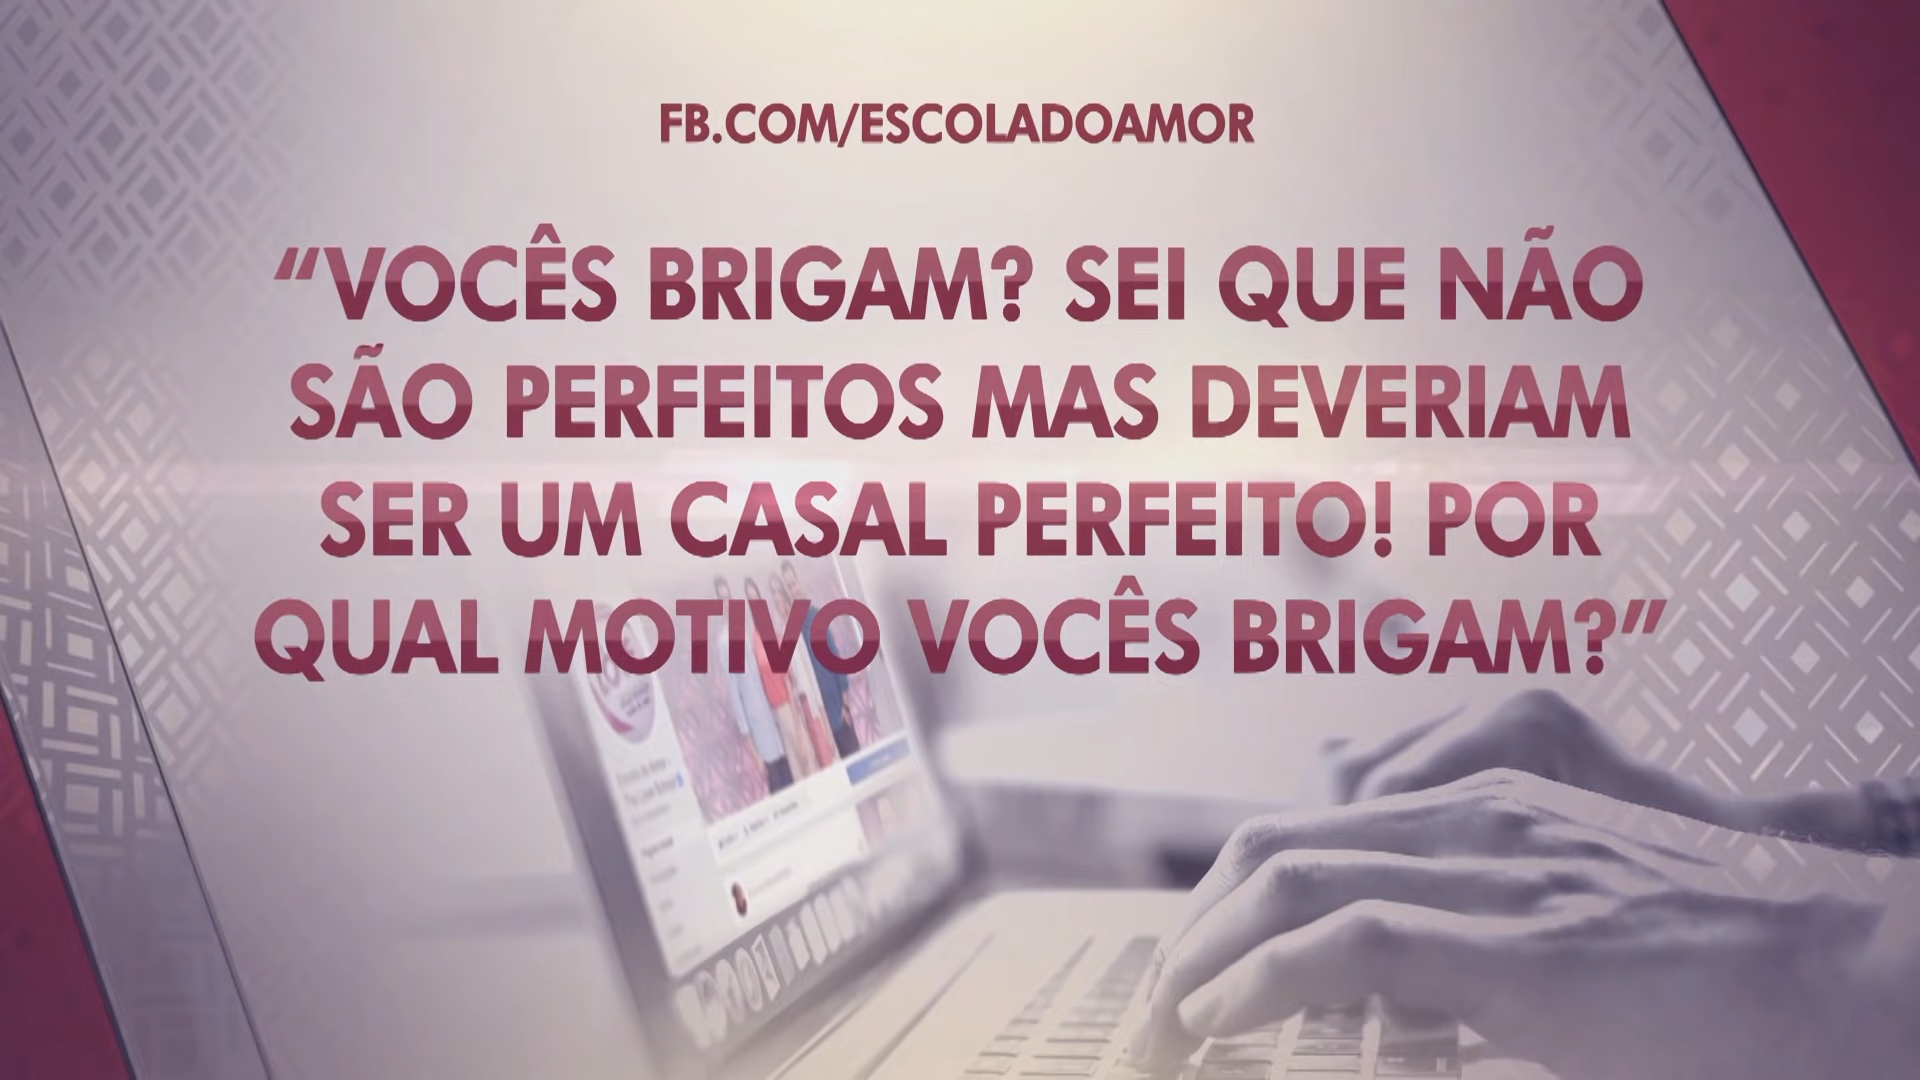 FB.COM/ESCOLADOAMOR
“VOCÊS BRIGAM? SEI QUE NÃO
SÃO PERFEITOS MAS DEVERIAM
SER UM CASAL PERFEITO! POR
QUAL MOTIVO VOCÊS BRIGAM?”